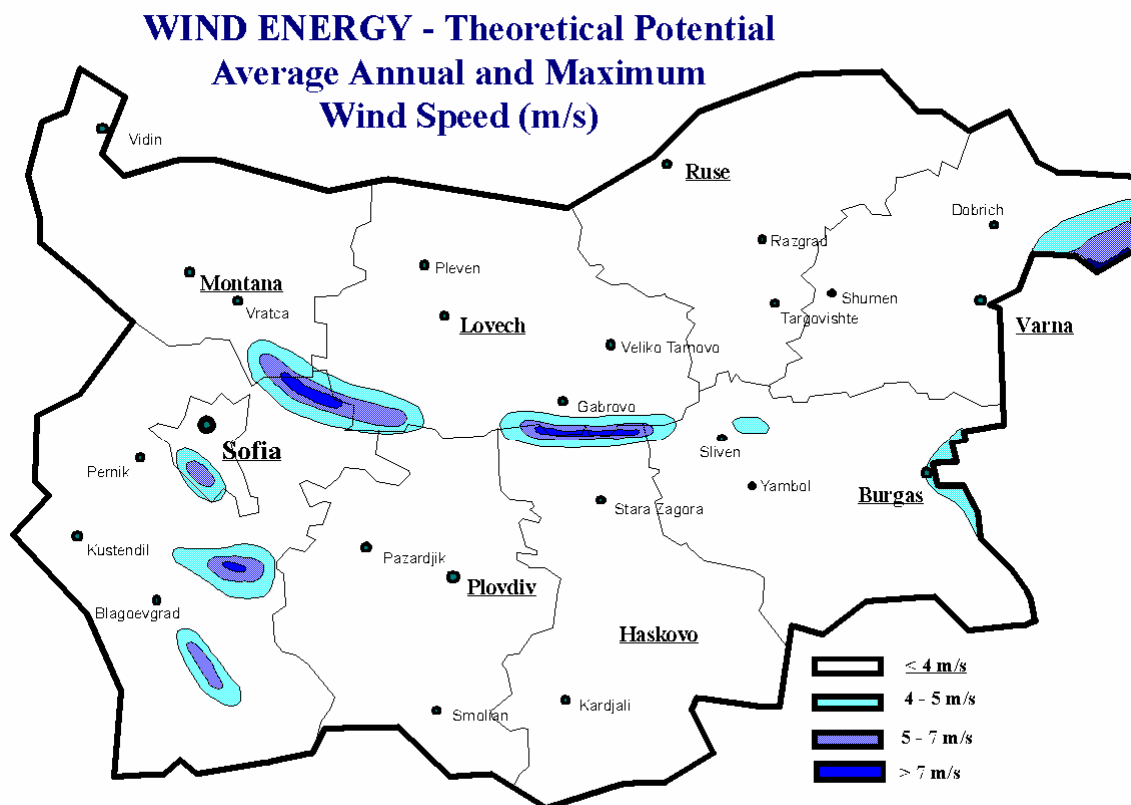 WIND ENERGY - Theoretical Potential
Average Annual and Maximum
Wind Speed (m/s)
Vidin
Ruse
Dobrich
Razgrad
Pleven
Montana
Vratca
Shumen
Targovishte
Lovech
Varna
Veliko Tarnovo
Gabrovo
Sofia
Sliven
Pernik
Yambol
Burgas
Stara Zagora
Kustendil
Pazardjik
Plovdiv
Blagoevgrad
Haskovo
Smolian
Kardjali
≤ 4 m/s
4 - 5 m/s
5 - 7 m/s
> 7 m/s